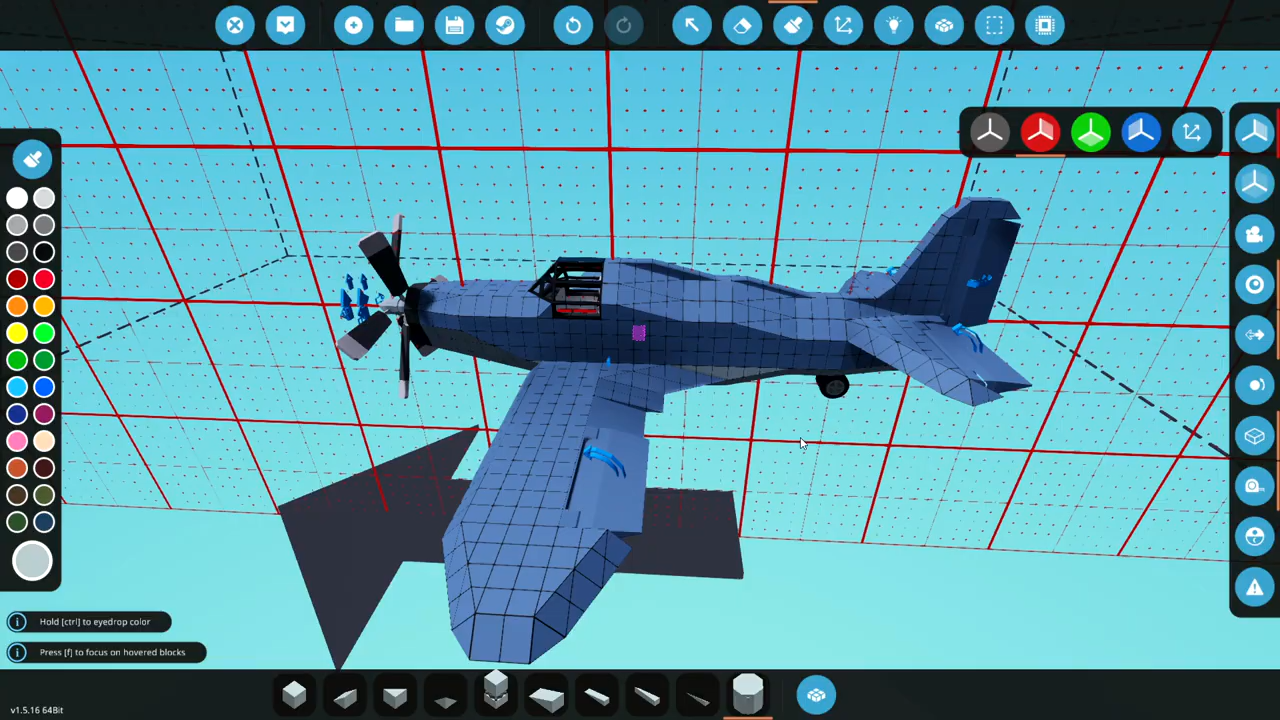 Hold [ctrl] to eyedrop color
Press [f] to focus on hovered blocks
v1.5.16 64Bit